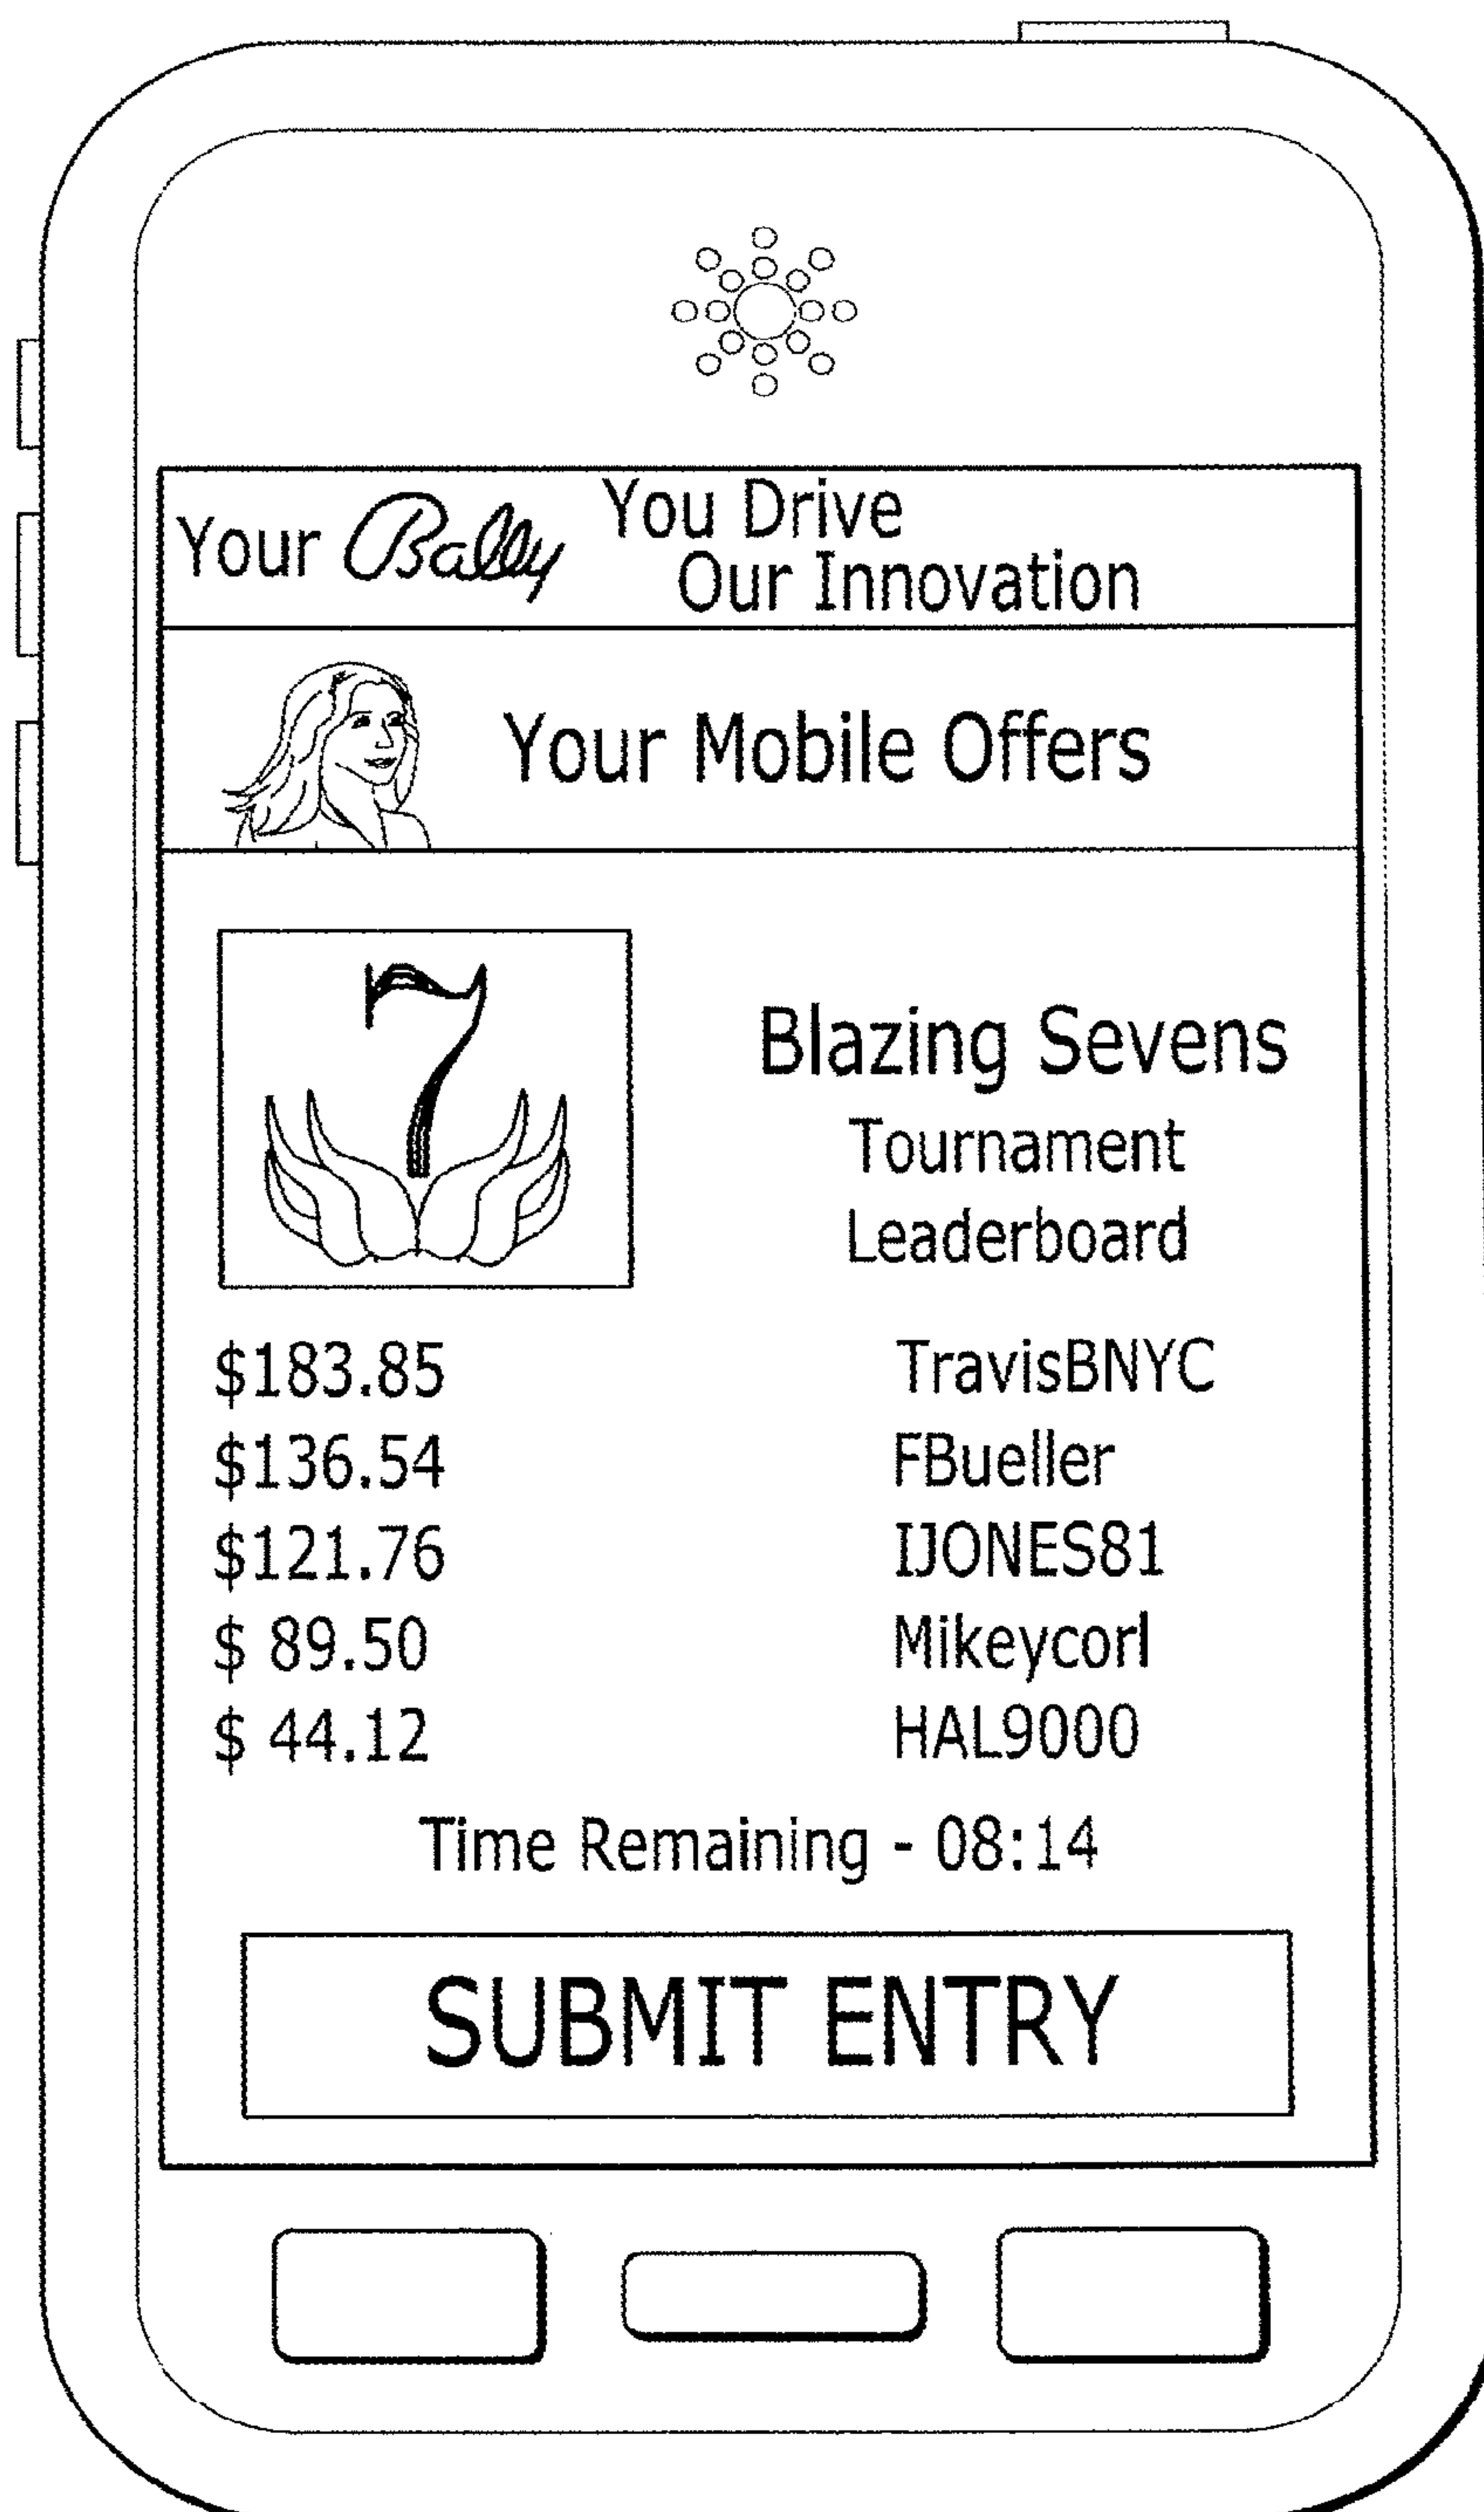 Your Bally You Drive
Our Innovation
Your Mobile Offers
7
Blazing Sevens
Tournament
Leaderboard
$183.85 TravisBNYC
$136.54 FBueller
$121.76 IJONES81
$ 89.50 Mikeycorl
$ 44.12 HAL9000
Time Remaining - 08:14
SUBMIT ENTRY